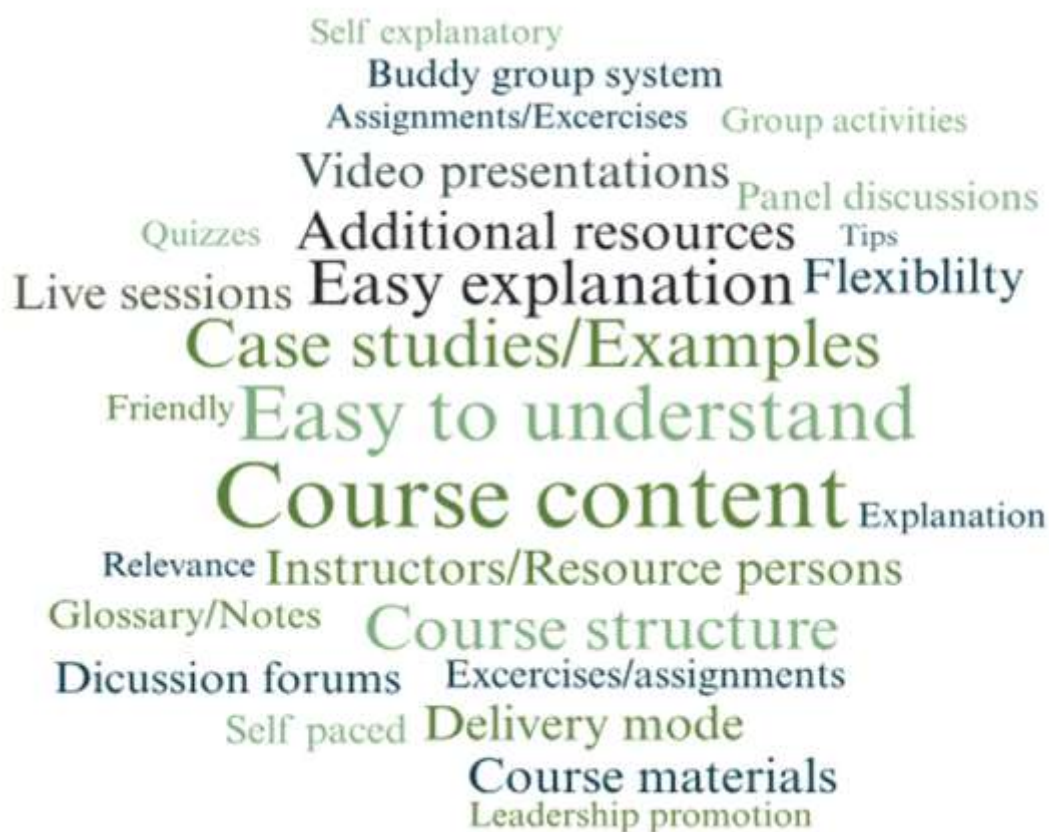 Self explanatory
Buddy group system
Assignments/Excercises Group activities
Video presentations Panel discussions
Quizzes Additional resources Tips
Live sessions Easy explanation Flexiblilty
Case studies/Examples
Friendly Easy to understand
Course content Explanation
Relevance Instructors/Resource persons
Glossary/Notes Course structure
Dicussion forums Excercises/assignments
Self paced Delivery mode
Course materials
Leadership promotion